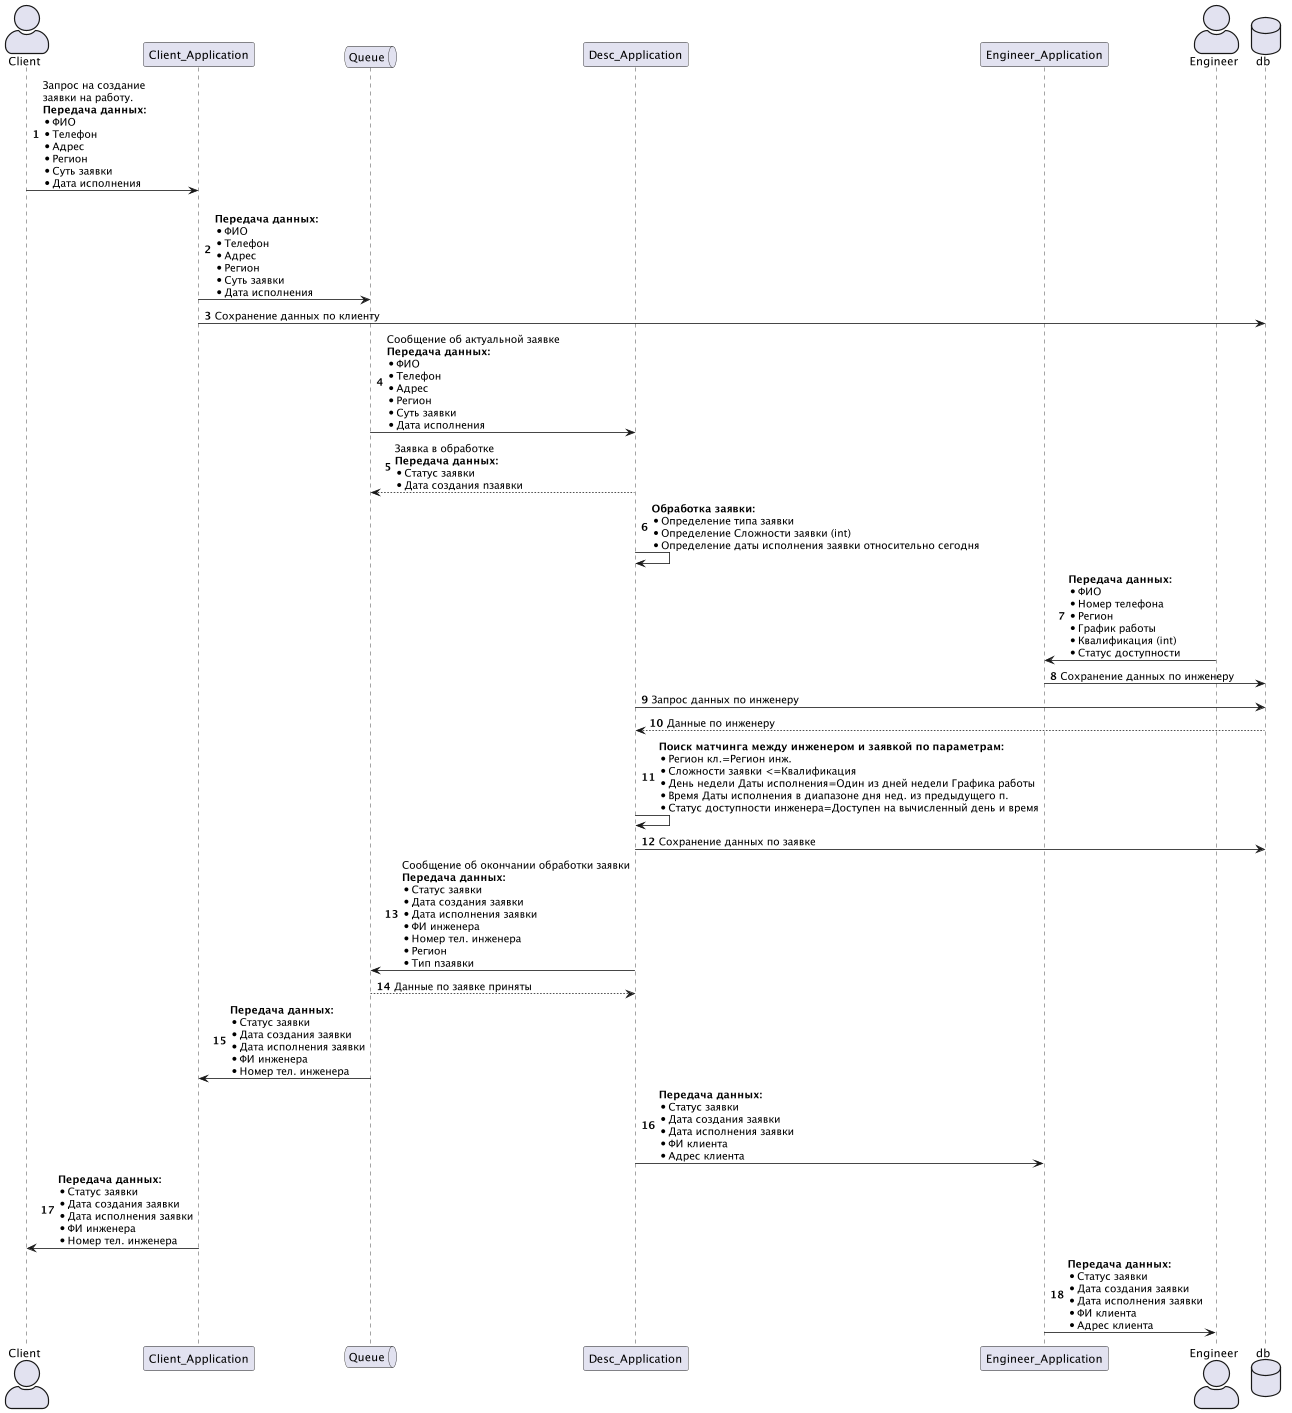 Client
Client_Application
Queue
Desc_Application
Engineer_Application
Engineer
db
Запрос на создание
заявки на работу.
Передача данных:
• ФИО
1 • Телефон
• Адрес
• Регион
• Суть заявки
• Дата исполнения
Передача данных:
• ФИО
• Телефон
2 • Адрес
• Регион
• Суть заявки
• Дата исполнения
3 Сохранение данных по клиенту
Сообщение об актуальной заявке
Передача данных:
• ФИО
• Телефон
4 • Адрес
• Регион
• Суть заявки
• Дата исполнения
Заявка в обработке
5 Передача данных:
• Статус заявки
• Дата создания nзаявки
Обработка заявки:
• Определение типа заявки
6 • Определение Сложности заявки (int)
• Определение даты исполнения заявки относительно сегодня
Передача данных:
• ФИО
• Номер телефона
7 • Регион
• График работы
• Квалификация (int)
• Статус доступности
8 Сохранение данных по инженеру
9 Запрос данных по инженеру
10 Данные по инженеру
Поиск матчинга между инженером и заявкой по параметрам:
• Регион кл.=Регион инж.
• Сложности заявки <=Квалификация
11 • День недели Даты исполнения=Один из дней недели Графика работы
• Время Даты исполнения в диапазоне дня нед. из предыдущего п.
• Статус доступности инженера=Доступен на вычисленный день и время
12 Сохранение данных по заявке
Сообщение об окончании обработки заявки
Передача данных:
• Статус заявки
• Дата создания заявки
13 • Дата исполнения заявки
• ФИ инженера
• Номер тел. инженера
• Регион
• Тип nзаявки
14 Данные по заявке приняты
Передача данных:
• Статус заявки
• Дата создания заявки
15 • Дата исполнения заявки
• ФИ инженера
• Номер тел. инженера
Передача данных:
• Статус заявки
• Дата создания заявки
16 • Дата исполнения заявки
• ФИ клиента
• Адрес клиента
Передача данных:
• Статус заявки
• Дата создания заявки
17 • Дата исполнения заявки
• ФИ инженера
• Номер тел. инженера
Передача данных:
• Статус заявки
• Дата создания заявки
18 • Дата исполнения заявки
• ФИ клиента
• Адрес клиента
Client
Client_Application
Queue
Desc_Application
Engineer_Application
Engineer
db